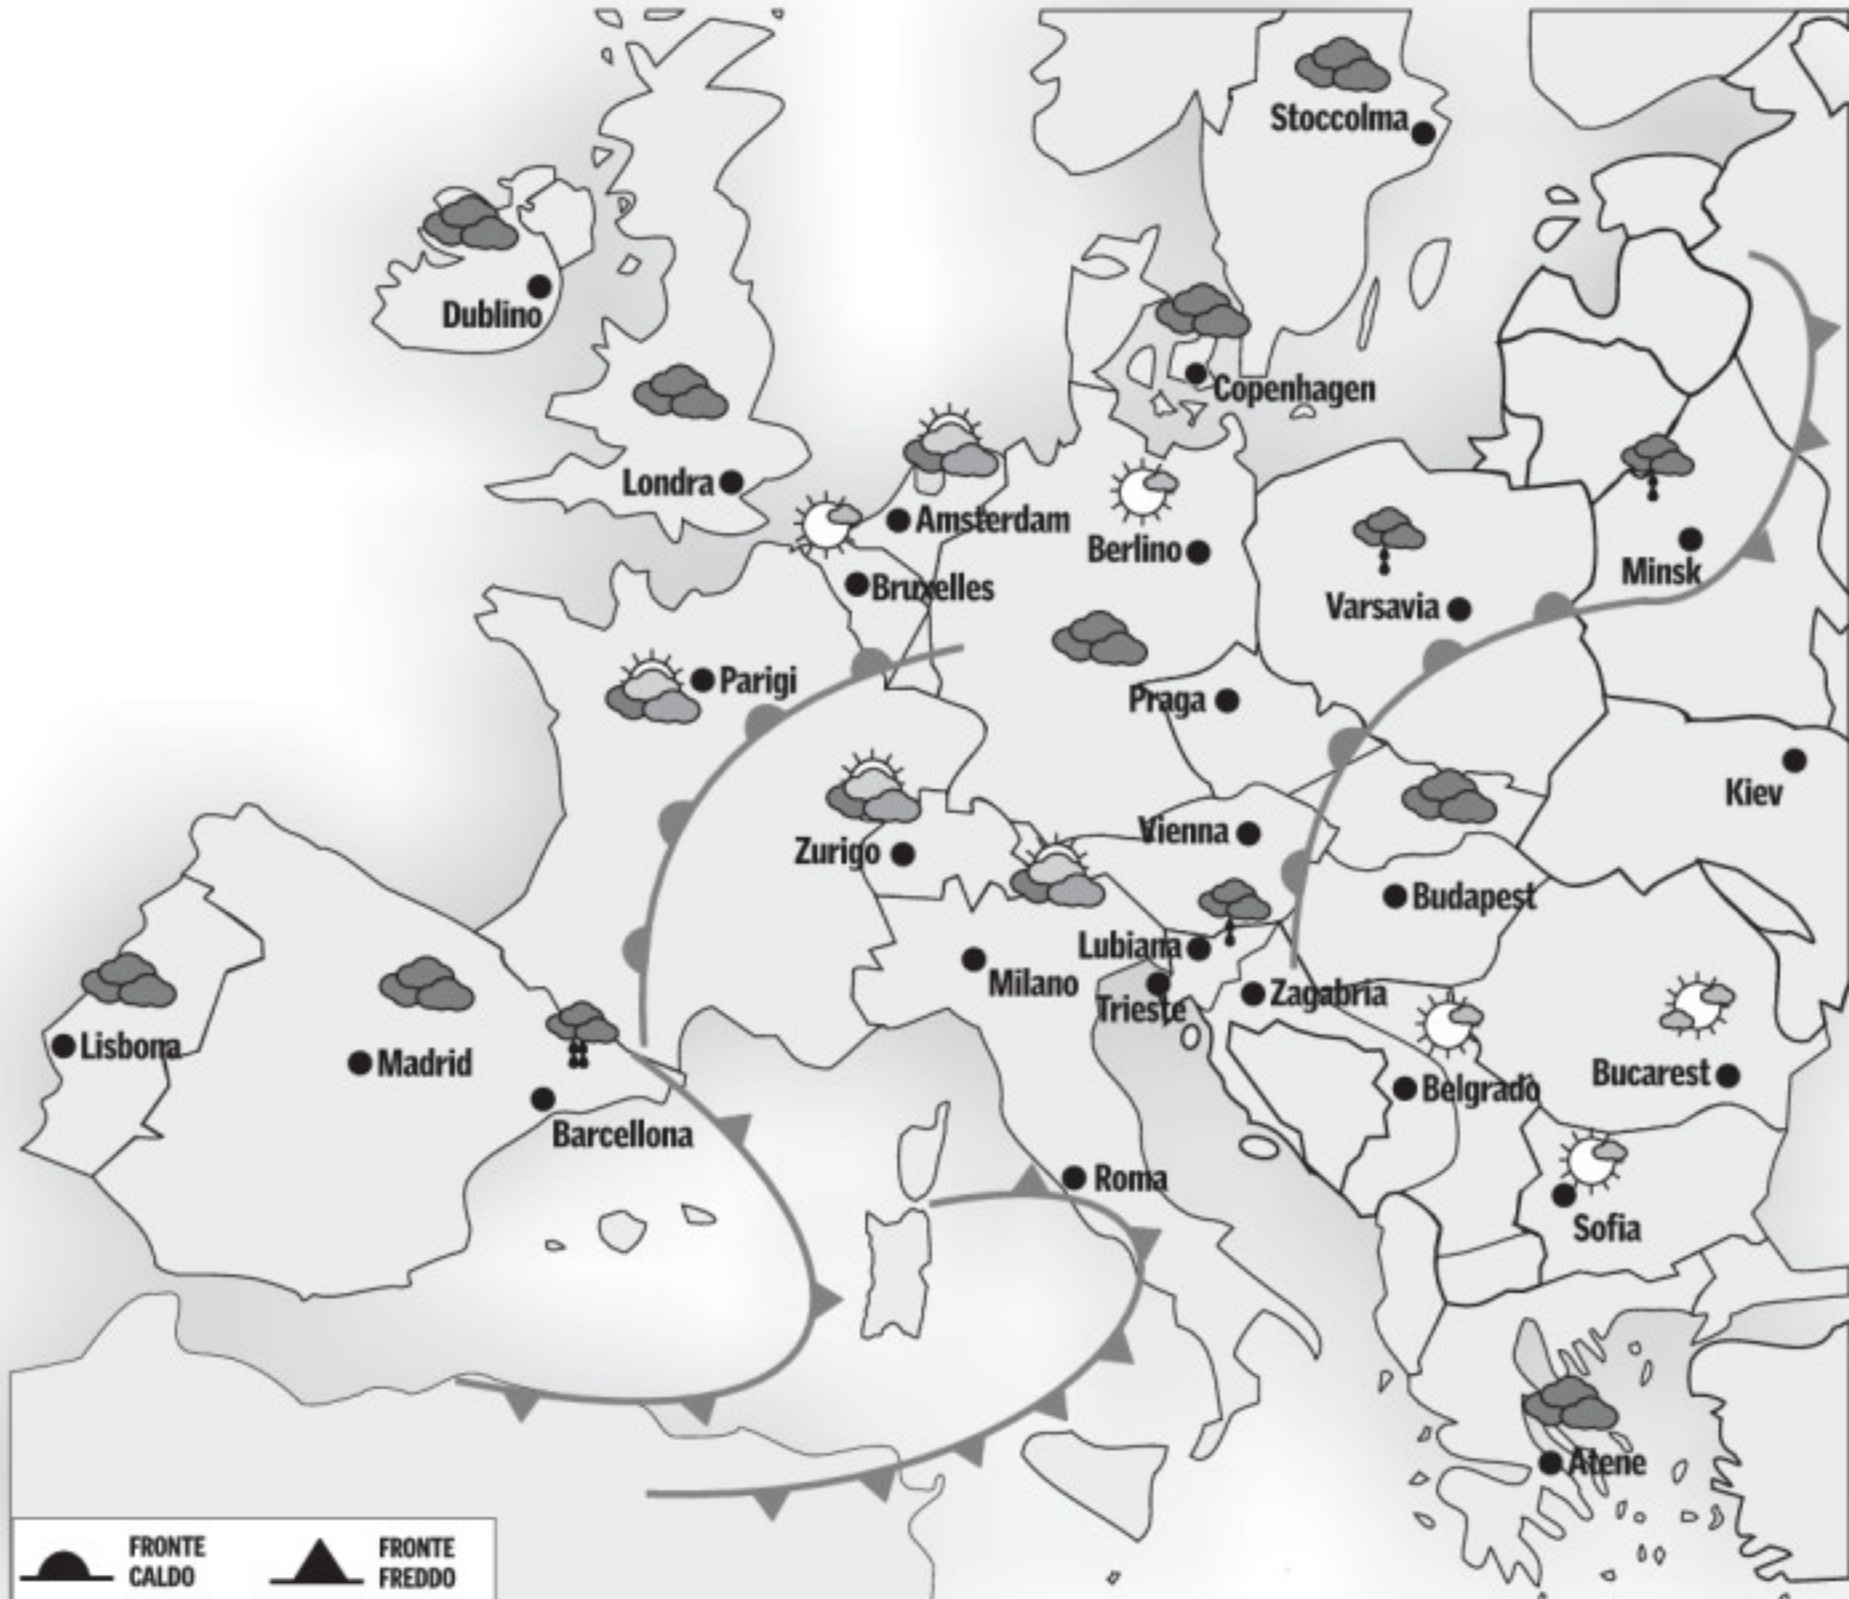 Stoccolma
Dublino
Copenhagen
Londra
Amsterdam
Berlino
Minsk
Bruxelles
Varsavia
Parigi
Praga
Kiev
Vienna
Zurigo
Budapest
Lubiana
Milano
Zagabria
Trieste
Lisbona
Madrid
Belgrado
Bucarest
Barcellona
Roma
Sofia
Atene
FRONTE
CALDO
FRONTE
FREDDO